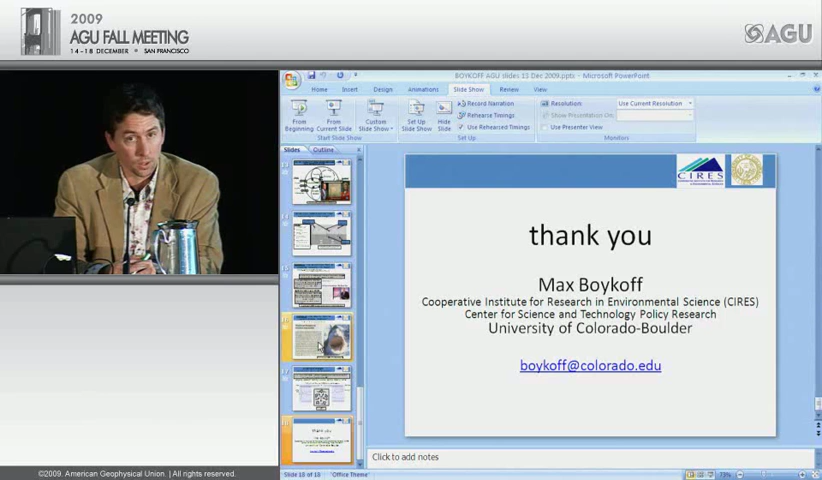 2009
AGU FALL MEETING
14 - 18 DECEMBER • SAN FRANCISCO
AGU
BOYKOFF AGU slides 15 Dec 2009.pptx - Microsoft PowerPoint
Home Insert Design Animations Slide Show Review View
From Beginning
From Current Slide
Custom Slide Show
Set Up Slide Show
Hide Slide
Record Narration
Rehearse Timings
Use Rehearsed Timings
Resolution: Use Current Resolution
Show Presentation On:
Use Presenter View
Start Slide Show
Set Up
Monitors
Slides Outline
CIRES
thank you
Max Boykoff
Cooperative Institute for Research in Environmental Science (CIRES)
Center for Science and Technology Policy Research
University of Colorado-Boulder
boykoff@colorado.edu
17
Click to add notes
Slide 18 of 18 "Office Theme" 73%
©2009. American Geophysical Union. | All rights reserved.